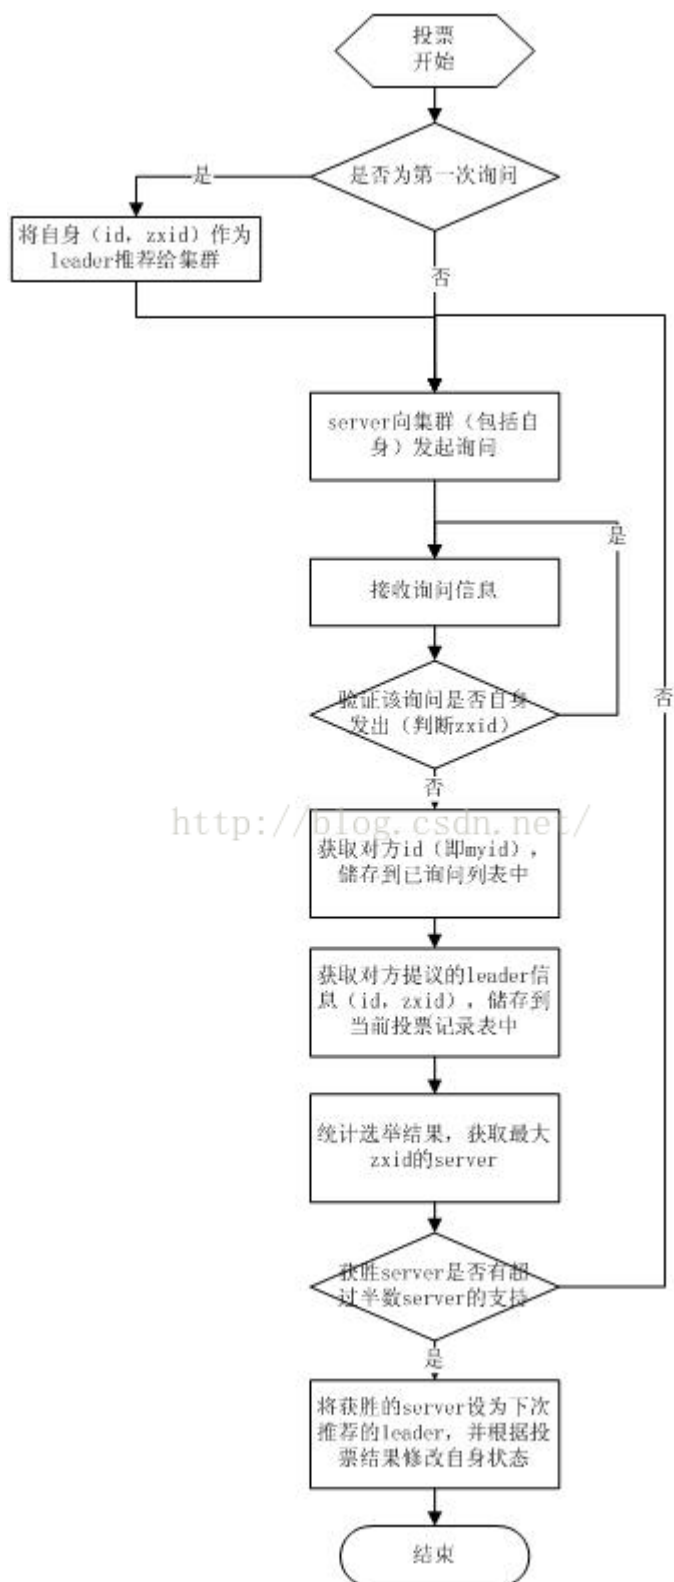 投票
开始
是否为第一次询问
是
将自身（id，zxid）作为
leader推荐给集群
否
server向集群（包括自
身）发起询问
是
接收询问信息
验证该询问是否自身
发出（判断zxid）
否
否
http://blog.csdn.net/
获取对方id（即myid），
储存到已询问列表中
获取对方提议的leader信
息（id，zxid），储存到
当前投票记录表中
统计选举结果，获取最大
zxid的server
获胜server是否有超
过半数server的支持
是
将获胜的server设为下次
推荐的leader，并根据投
票结果修改自身状态
结束